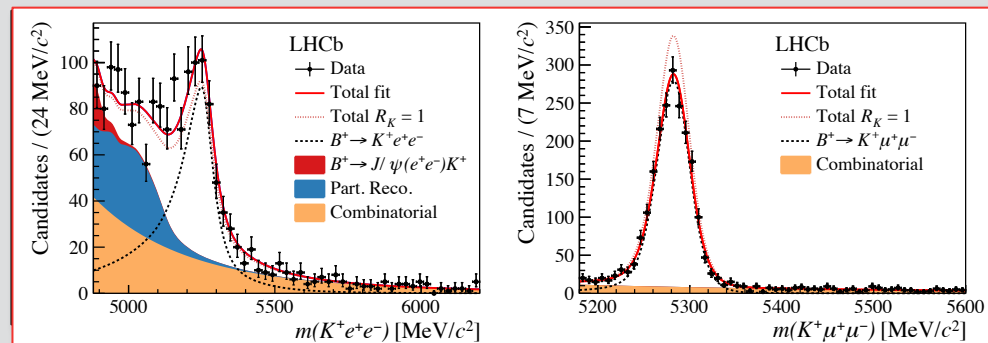 Candidates / (24 MeV/c²)
100
80
60
40
20
0
LHCb
Data
Total fit
Total R_K = 1
B⁺→ K⁺e⁺e⁻
B⁺→ J/ψ(e⁺e⁻)K⁺
Part. Reco.
Combinatorial
5000
5500
6000
m(K⁺e⁺e⁻) [MeV/c²]
Candidates / (7 MeV/c²)
350
300
250
200
150
100
50
0
LHCb
Data
Total fit
Total R_K = 1
B⁺→ K⁺μ⁺μ⁻
Combinatorial
5200
5300
5400
5500
5600
m(K⁺μ⁺μ⁻) [MeV/c²]